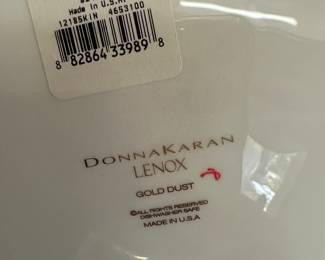 Made in U.S.A.
12185KIN 4653100
8 82864 33989 8
DONNAKARAN
LENOX
GOLD DUST
©ALL RIGHTS RESERVED
DISHWASHER SAFE
MADE IN U.S.A